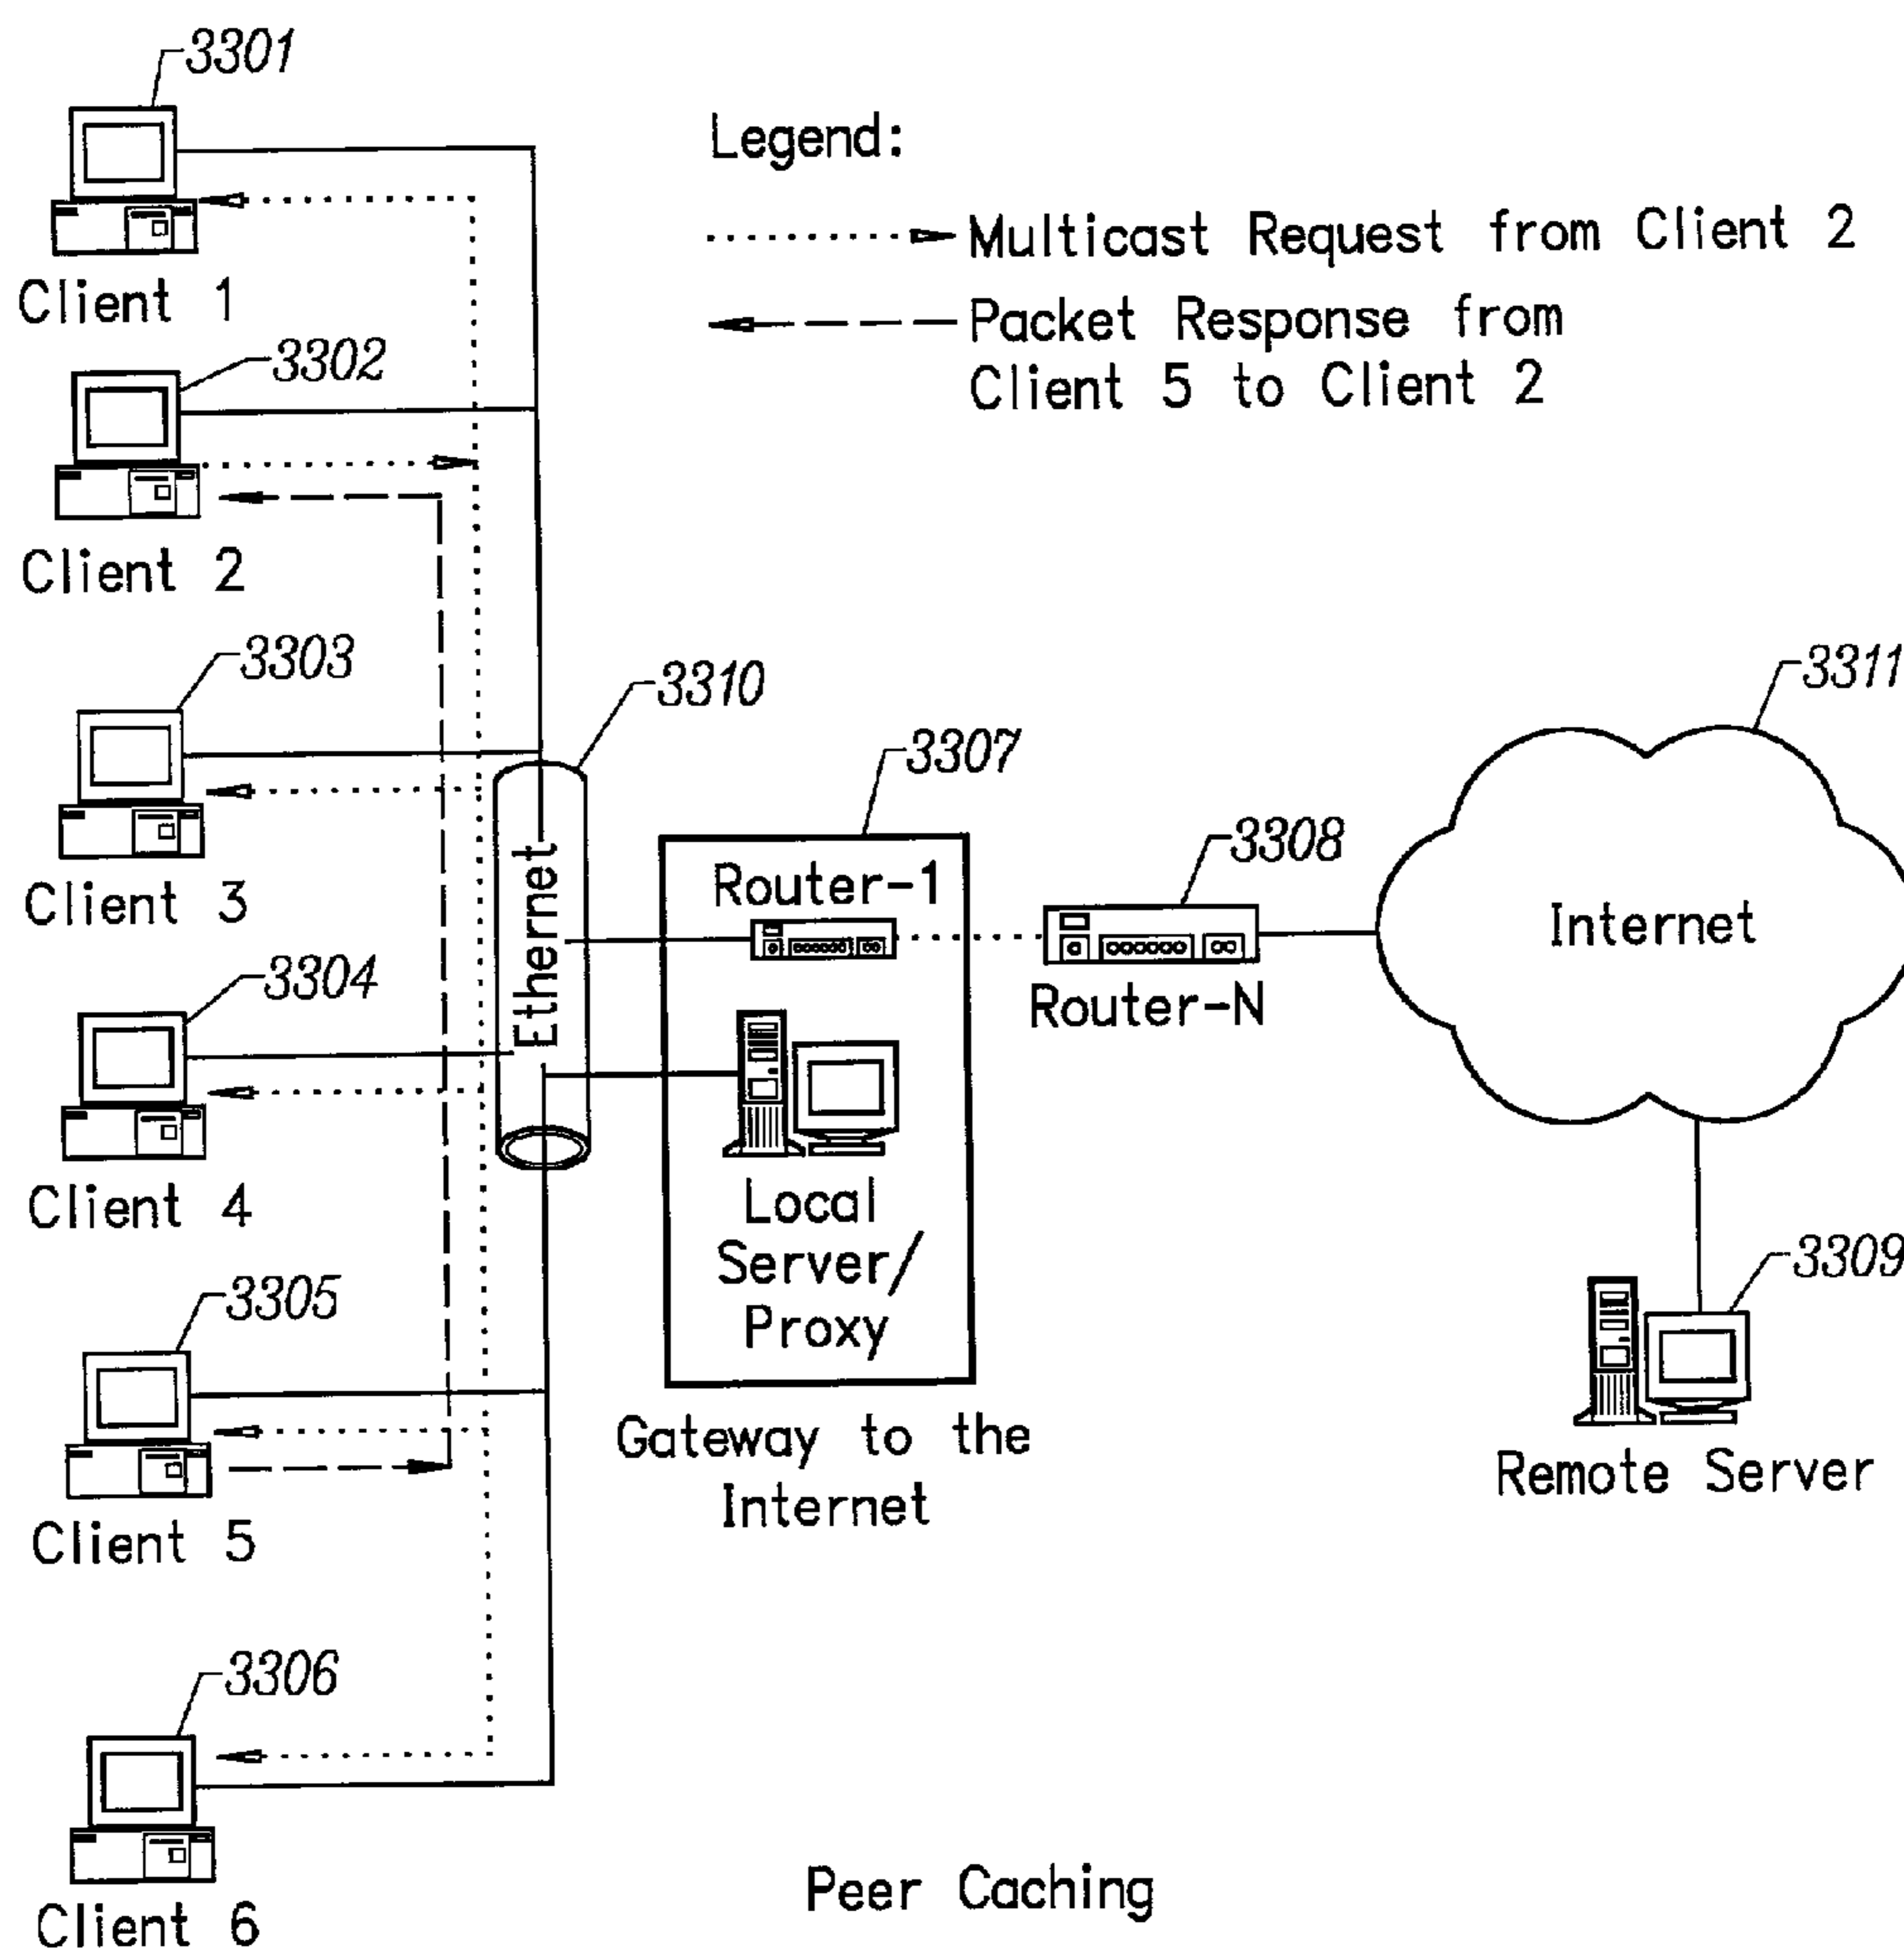 3301
Client 1
3302
Client 2
3303
Client 3
3304
Client 4
3305
Client 5
3306
Client 6
Legend:
Multicast Request from Client 2
Packet Response from
Client 5 to Client 2
3310
Ethernet
3307
Router-1
Local
Server/
Proxy
Gateway to the
Internet
3308
Router-N
3311
Internet
3309
Remote Server
Peer Caching